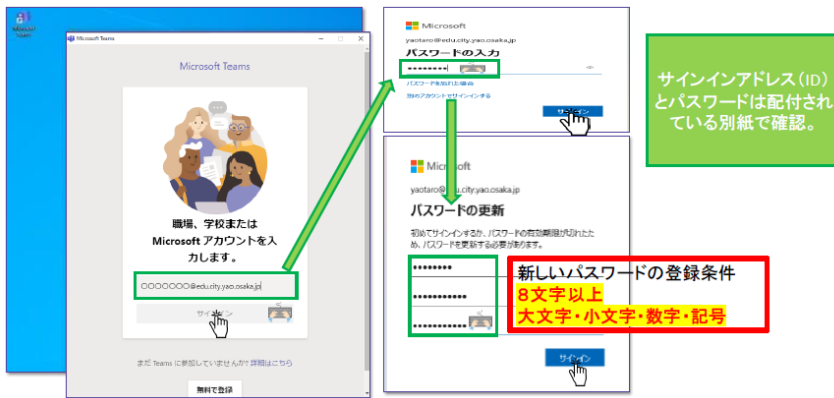 Microsoft Teams
Microsoft Teams
職場、学校または
Microsoft アカウントを入
力します。
〇〇〇〇〇〇〇@edu.city.yao.osaka.jp
サインイン
まだ Teams に参加していませんか? 詳細はこちら
無料で登録
Microsoft
yaotaro@edu.city.yao.osaka.jp
パスワードの入力
パスワードを忘れた場合
別のアカウントでサインインする
サインイン
Microsoft
yaotaro@edu.city.yao.osaka.jp
パスワードの更新
初めてサインインするか、パスワードの有効期限が切れたた
め、パスワードを更新する必要があります。
サインイン
新しいパスワードの登録条件
8文字以上
大文字・小文字・数字・記号
サインインアドレス(ID)
とパスワードは配付され
ている別紙で確認。